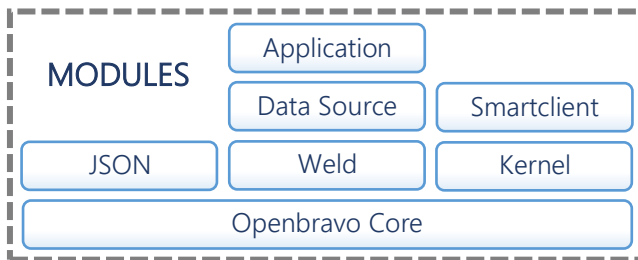 Application
MODULES
Data Source
Smartclient
JSON
Weld
Kernel
Openbravo Core